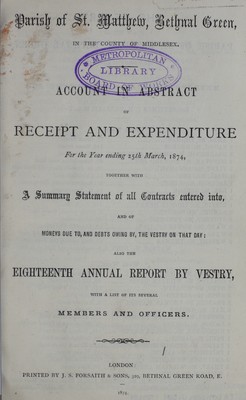 Parish of St. Matthew, Bethnal Green,
IN THE COUNTY OF MIDDLESEX.
METROPOLITAN
LIBRARY
BOARD OF WORKS
ACCOUNT IN ABSTRACT
OF
RECEIPT AND EXPENDITURE
For the Year ending 25th March, 1874,
TOGETHER WITH
A Summary Statement of all Contracts entered into,
AND OF
MONEYS DUE TO, AND DEBTS OWING BY, THE VESTRY ON THAT DAY:
ALSO THE
EIGHTEENTH ANNUAL REPORT BY VESTRY,
WITH A LIST OF ITS SEVERAL
MEMBERS AND OFFICERS.
LONDON:
PRINTED BY J. S. FORSAITH & SONS, BETHNAL GREEN ROAD, E.